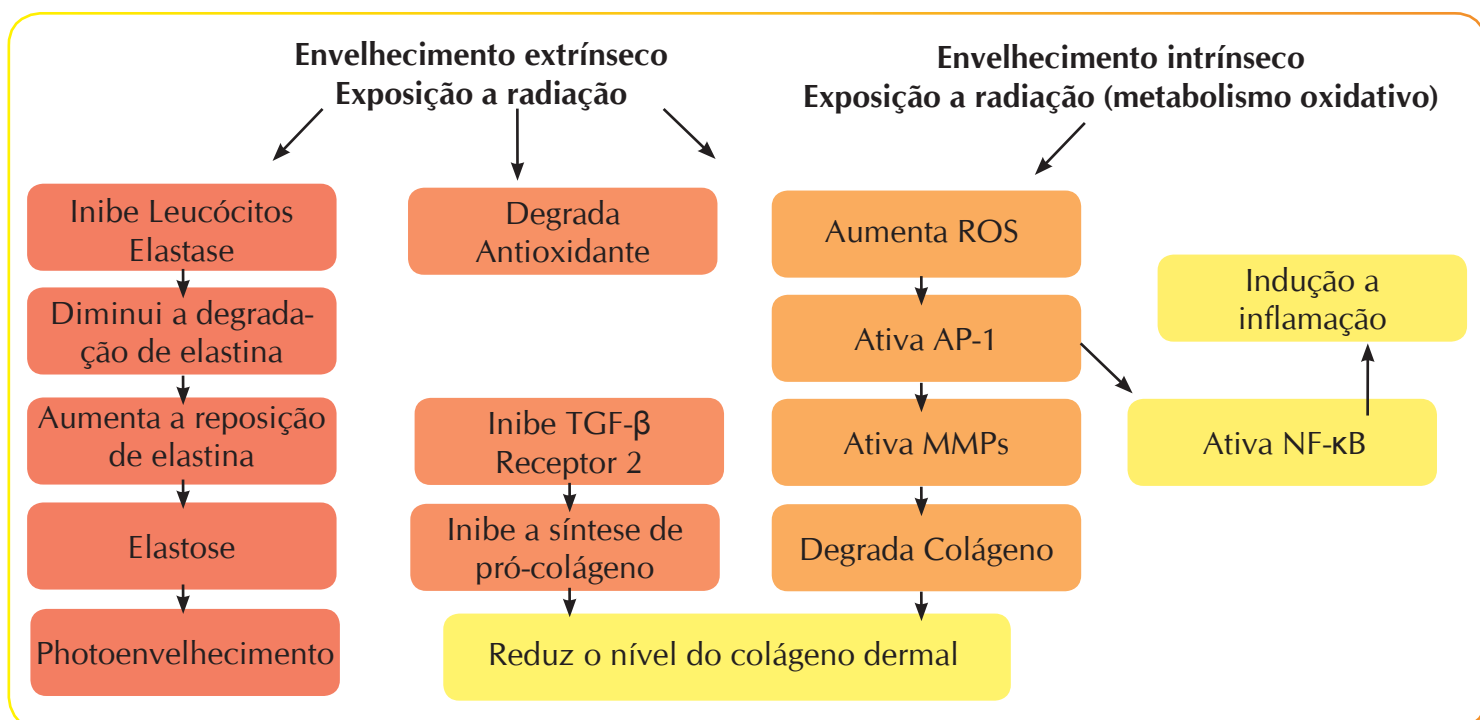 Envelhecimento extrínseco
Exposição a radiação
Envelhecimento intrínseco
Exposição a radiação (metabolismo oxidativo)
Inibe Leucócitos
Elastase
Diminui a degrada-
ção de elastina
Aumenta a reposição
de elastina
Elastose
Photoenvelhecimento
Degrada
Antioxidante
Inibe TGF-β
Receptor 2
Inibe a síntese de
pró-colágeno
Aumenta ROS
Ativa AP-1
Ativa MMPs
Degrada Colágeno
Reduz o nível do colágeno dermal
Indução a
inflamação
Ativa NF-κB